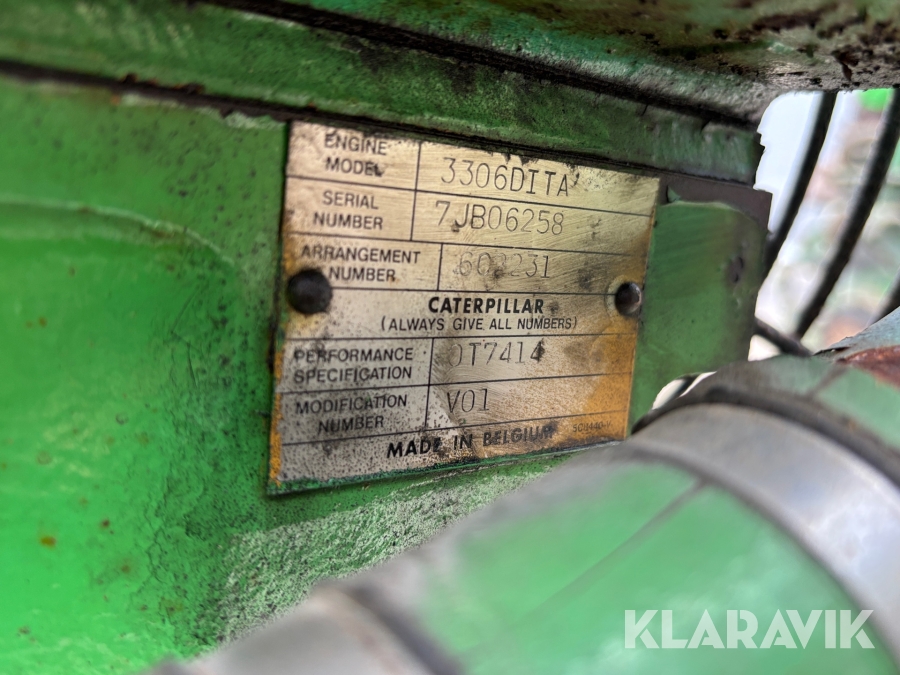 ENGINE MODEL 3306DITA
SERIAL NUMBER 7JB06258
ARRANGEMENT NUMBER
CATERPILLAR
(ALWAYS GIVE ALL NUMBERS)
PERFORMANCE SPECIFICATION 0T7414
MODIFICATION NUMBER V01
MADE IN BELGIUM
KLARAVIK